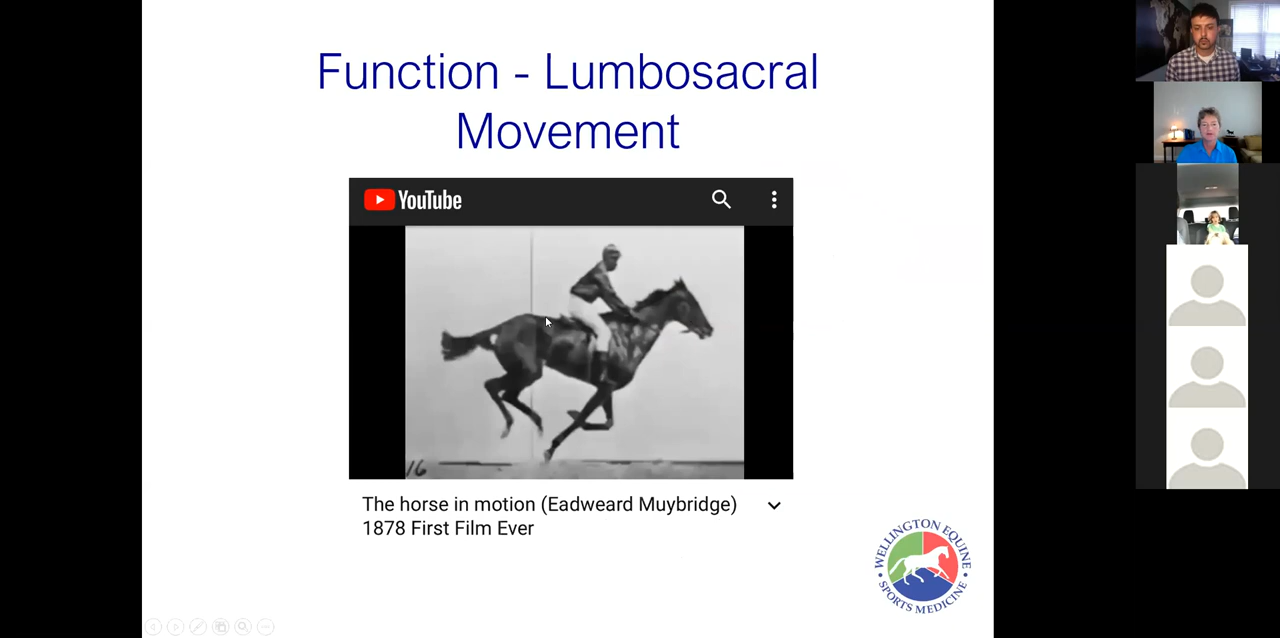 Function - Lumbosacral
Movement
YouTube
16
The horse in motion (Eadweard Muybridge)
1878 First Film Ever
WELLINGTON EQUINE
• SPORTS MEDICINE •